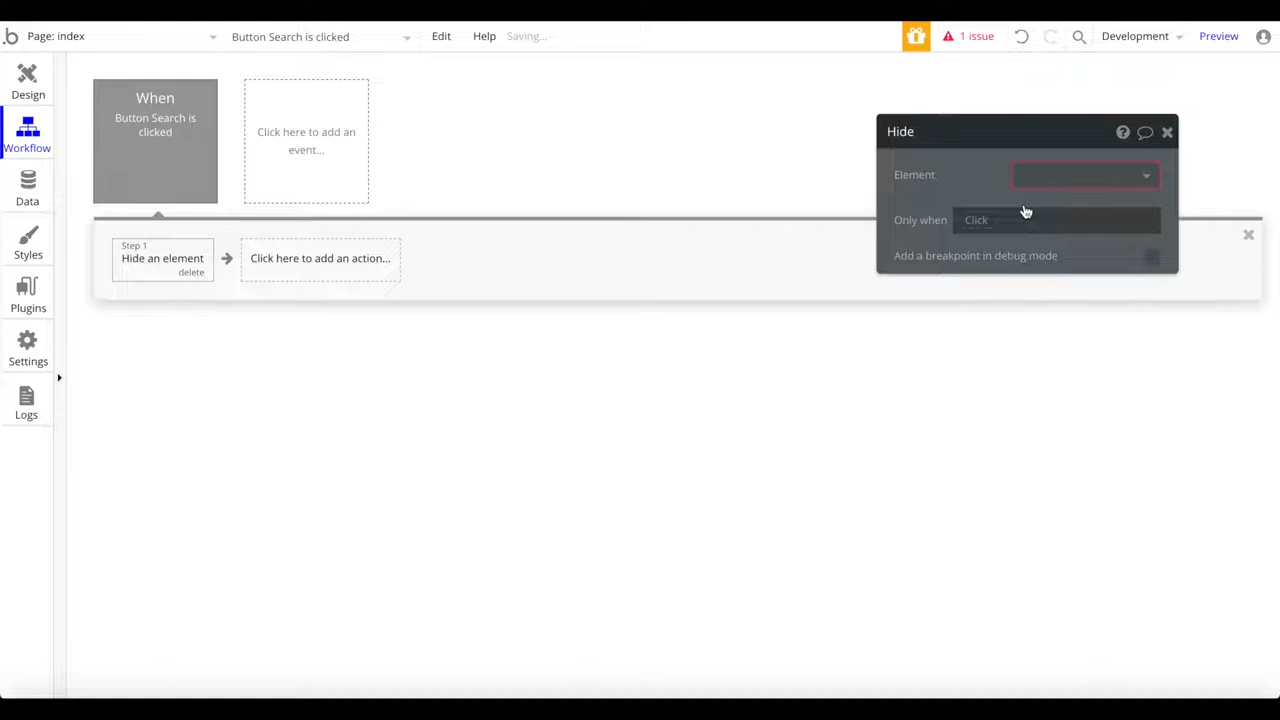 Page: index
Button Search is clicked
Edit
Help
Saving...
1 issue
Development
Preview
Design
Workflow
Data
Styles
Plugins
Settings
Logs
When
Button Search is
clicked
Click here to add an
event...
Step 1
Hide an element
delete
Click here to add an action...
Hide
Element
Only when
Click
Add a breakpoint in debug mode